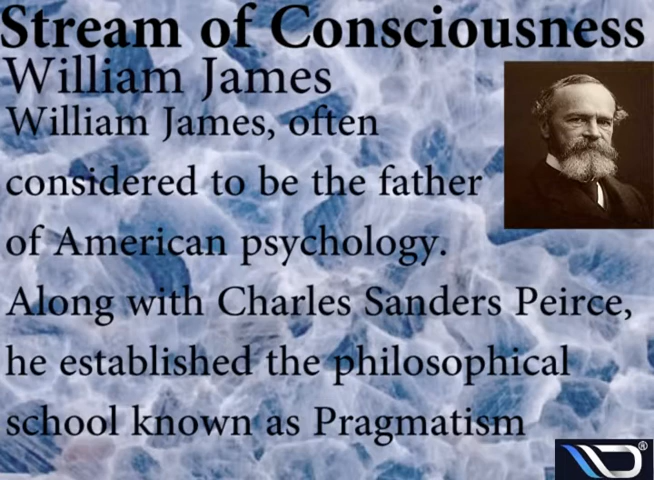 Stream of Consciousness
William James
William James, often
considered to be the father
of American psychology.
Along with Charles Sanders Peirce,
he established the philosophical
school known as Pragmatism
®